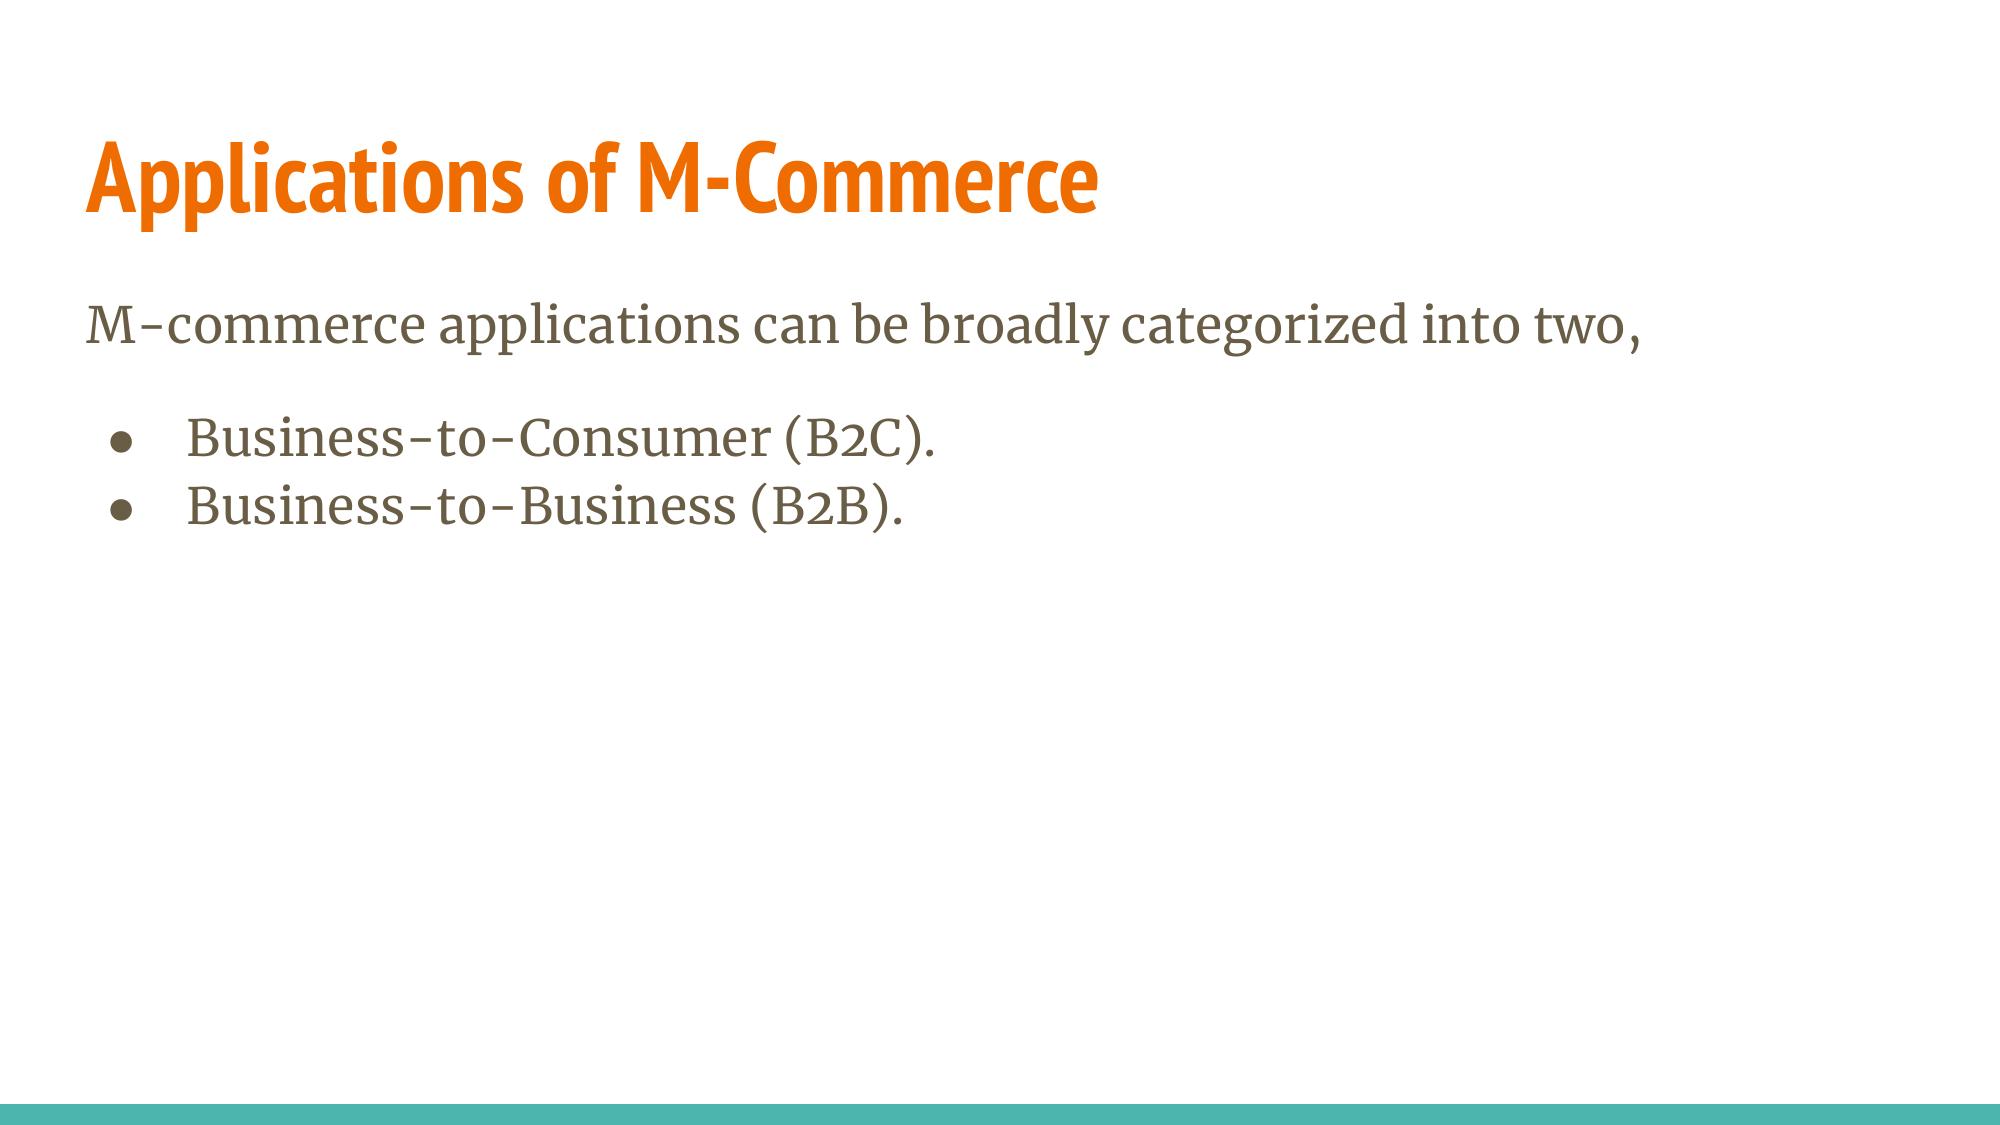 Applications of M-Commerce
M-commerce applications can be broadly categorized into two,
● Business-to-Consumer (B2C).
● Business-to-Business (B2B).